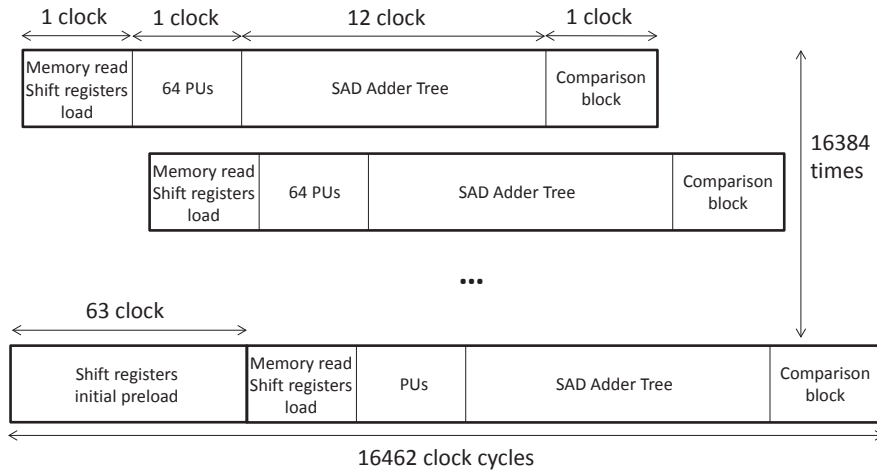 1 clock 1 clock 12 clock 1 clock
Memory read
Shift registers
load
64 PUs
SAD Adder Tree
Comparison
block
16384
times
Memory read
Shift registers
load
64 PUs
SAD Adder Tree
Comparison
block
...
63 clock
Shift registers
initial preload
Memory read
Shift registers
load
PUs
SAD Adder Tree
Comparison
block
16462 clock cycles